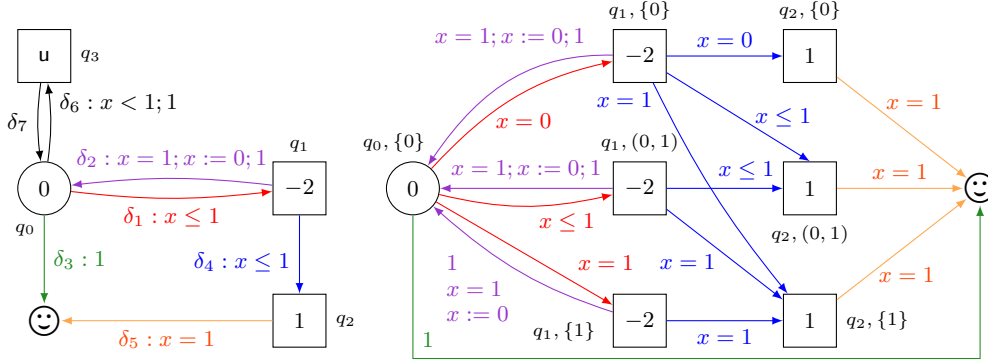 u
q₃
δ₇
δ₆ : x < 1; 1
0
q₀
δ₂ : x = 1; x := 0; 1
δ₁ : x ≤ 1
q₁
−2
δ₃ : 1
δ₄ : x ≤ 1
δ₅ : x = 1
1
q₂
q₀, {0}
0
x = 1; x := 0; 1
x = 0
q₁, {0}
−2
x = 0
q₂, {0}
1
x = 1
x ≤ 1
x = 1
x = 1; x := 0; 1
x ≤ 1
q₁, (0, 1)
−2
x ≤ 1
x = 1
1
q₂, (0, 1)
x = 1
x = 1
1
x = 1
x := 0
q₁, {1}
−2
x = 1
1
q₂, {1}
x = 1
1